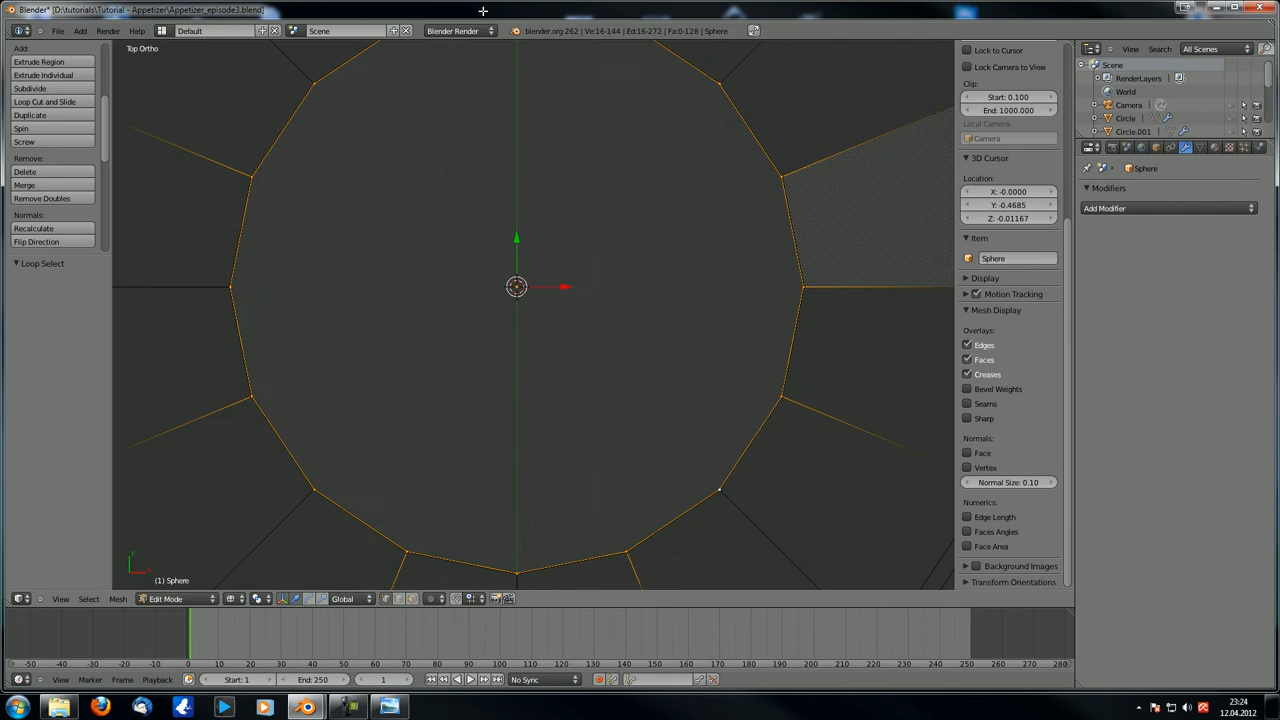 Blender* [D:\tutorials\Tutorial - Appetizer\Appetizer_episode3.blend]
File Add Render Help Default Scene Blender Render blender.org 262 | Ve:16-144 | Ed:16-272 | Fa:0-128 | Sphere
Add:
Extrude Region
Extrude Individual
Subdivide
Loop Cut and Slide
Duplicate
Spin
Screw
Remove:
Delete
Merge
Remove Doubles
Normals:
Recalculate
Flip Direction
Loop Select
Top Ortho
(1) Sphere
View Select Mesh Edit Mode Global
Lock to Cursor
Lock Camera to View
Clip:
Start: 0.100
End: 1000.000
Local Camera:
Camera
3D Cursor
Location:
X: -0.0000
Y: -0.4685
Z: -0.01167
Item
Sphere
Display
Motion Tracking
Mesh Display
Overlays:
Edges
Faces
Creases
Bevel Weights
Seams
Sharp
Normals:
Face
Vertex
Normal Size: 0.10
Numerics:
Edge Length
Faces Angles
Face Area
Background Images
Transform Orientations
View Search All Scenes
Scene
RenderLayers
World
Camera
Circle
Circle.001
Sphere
Modifiers
Add Modifier
-50 -40 -30 -20 -10 0 10 20 30 40 50 60 70 80 90 100 110 120 130 140 150 160 170 180 190 200 210 220 230 240 250 260 270 280
View Marker Frame Playback Start: 1 End: 250 1 No Sync
23:24
12.04.2012